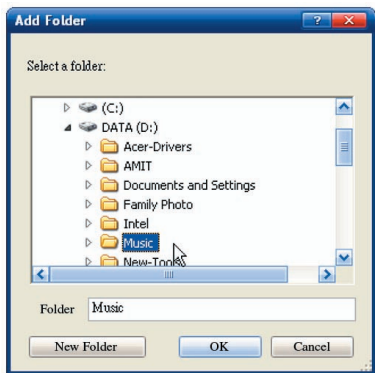 Add Folder
Select a folder:
(C:)
DATA (D:)
Acer-Drivers
AMIT
Documents and Settings
Family Photo
Intel
Music
New-Tools
Folder Music
New Folder OK Cancel